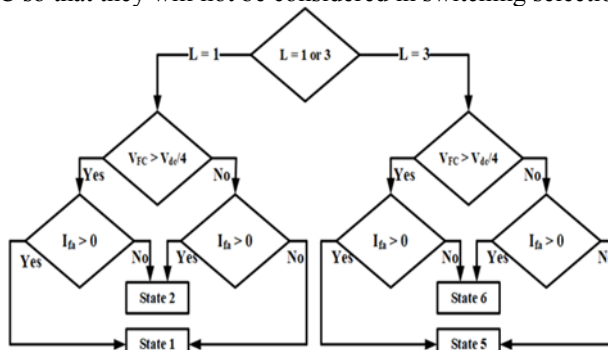 so that they will not be considered in switching selectio
L = 1
L = 1 or 3
L = 3
V_FC > V_dc/4
V_FC > V_dc/4
Yes
No
Yes
No
I_fa > 0
I_fa > 0
I_fa > 0
I_fa > 0
Yes
No
Yes
No
Yes
No
Yes
State 2
State 6
State 1
State 5